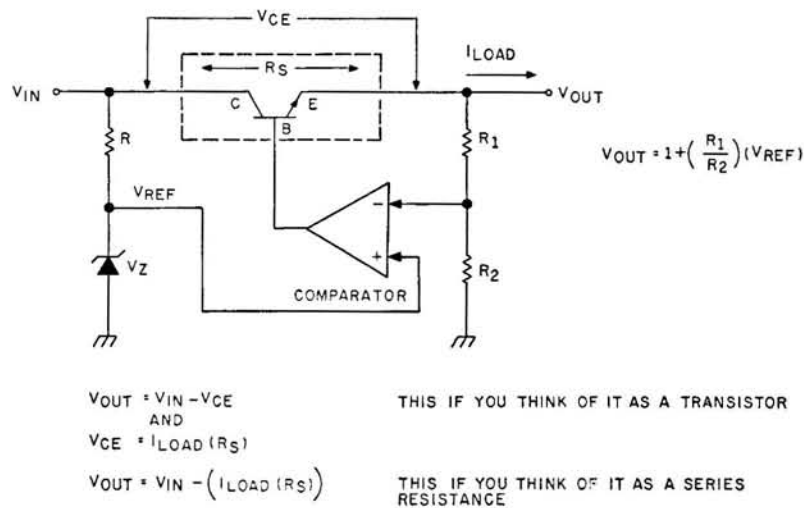 VCE
RS
ILOAD
VIN
C
B
E
VOUT
R
R1
VOUT = 1+(R1/R2)(VREF)
VREF
−
+
VZ
R2
COMPARATOR
VOUT = VIN − VCE
THIS IF YOU THINK OF IT AS A TRANSISTOR
AND
VCE = ILOAD (RS)
VOUT = VIN − (ILOAD (RS))
THIS IF YOU THINK OF IT AS A SERIES
RESISTANCE